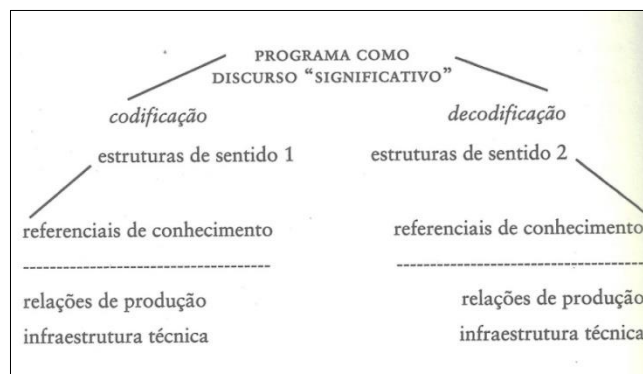 PROGRAMA COMO
DISCURSO “SIGNIFICATIVO”
codificação
decodificação
estruturas de sentido 1
estruturas de sentido 2
referenciais de conhecimento
referenciais de conhecimento
relações de produção
relações de produção
infraestrutura técnica
infraestrutura técnica